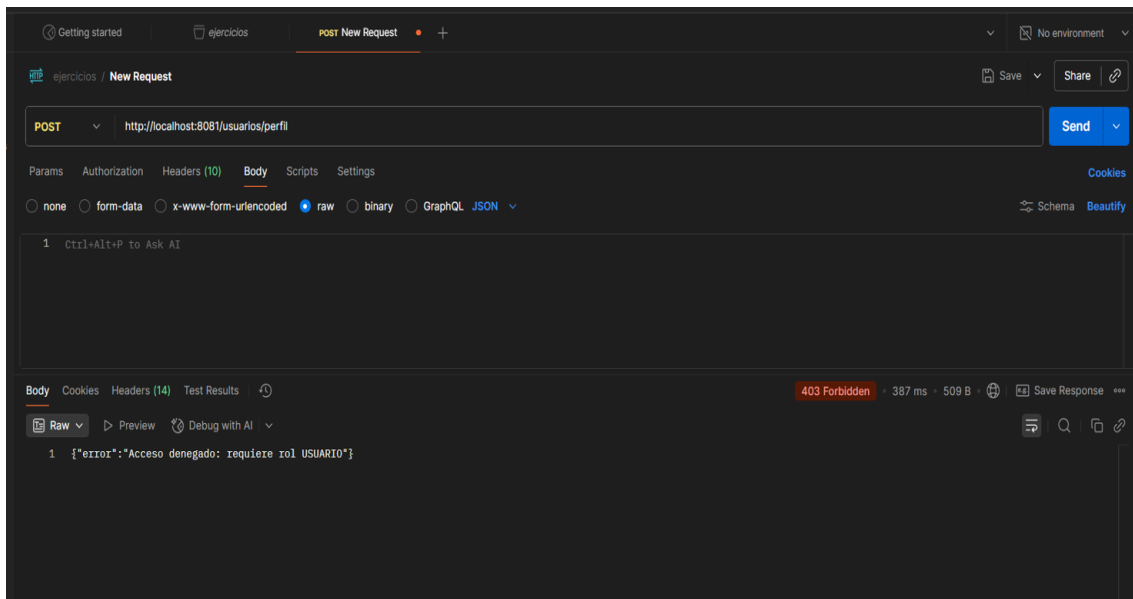 Getting started ejercicios POST New Request + No environment
HTTP ejercicios / New Request Save Share
POST http://localhost:8081/usuarios/perfil Send
Params Authorization Headers (10) Body Scripts Settings Cookies
none form-data x-www-form-urlencoded raw binary GraphQL JSON Schema Beautify
1 Ctrl+Alt+P to Ask AI
Body Cookies Headers (14) Test Results 403 Forbidden 387 ms 509 B e.g. Save Response
Raw Preview Debug with AI
1 {"error":"Acceso denegado: requiere rol USUARIO"}